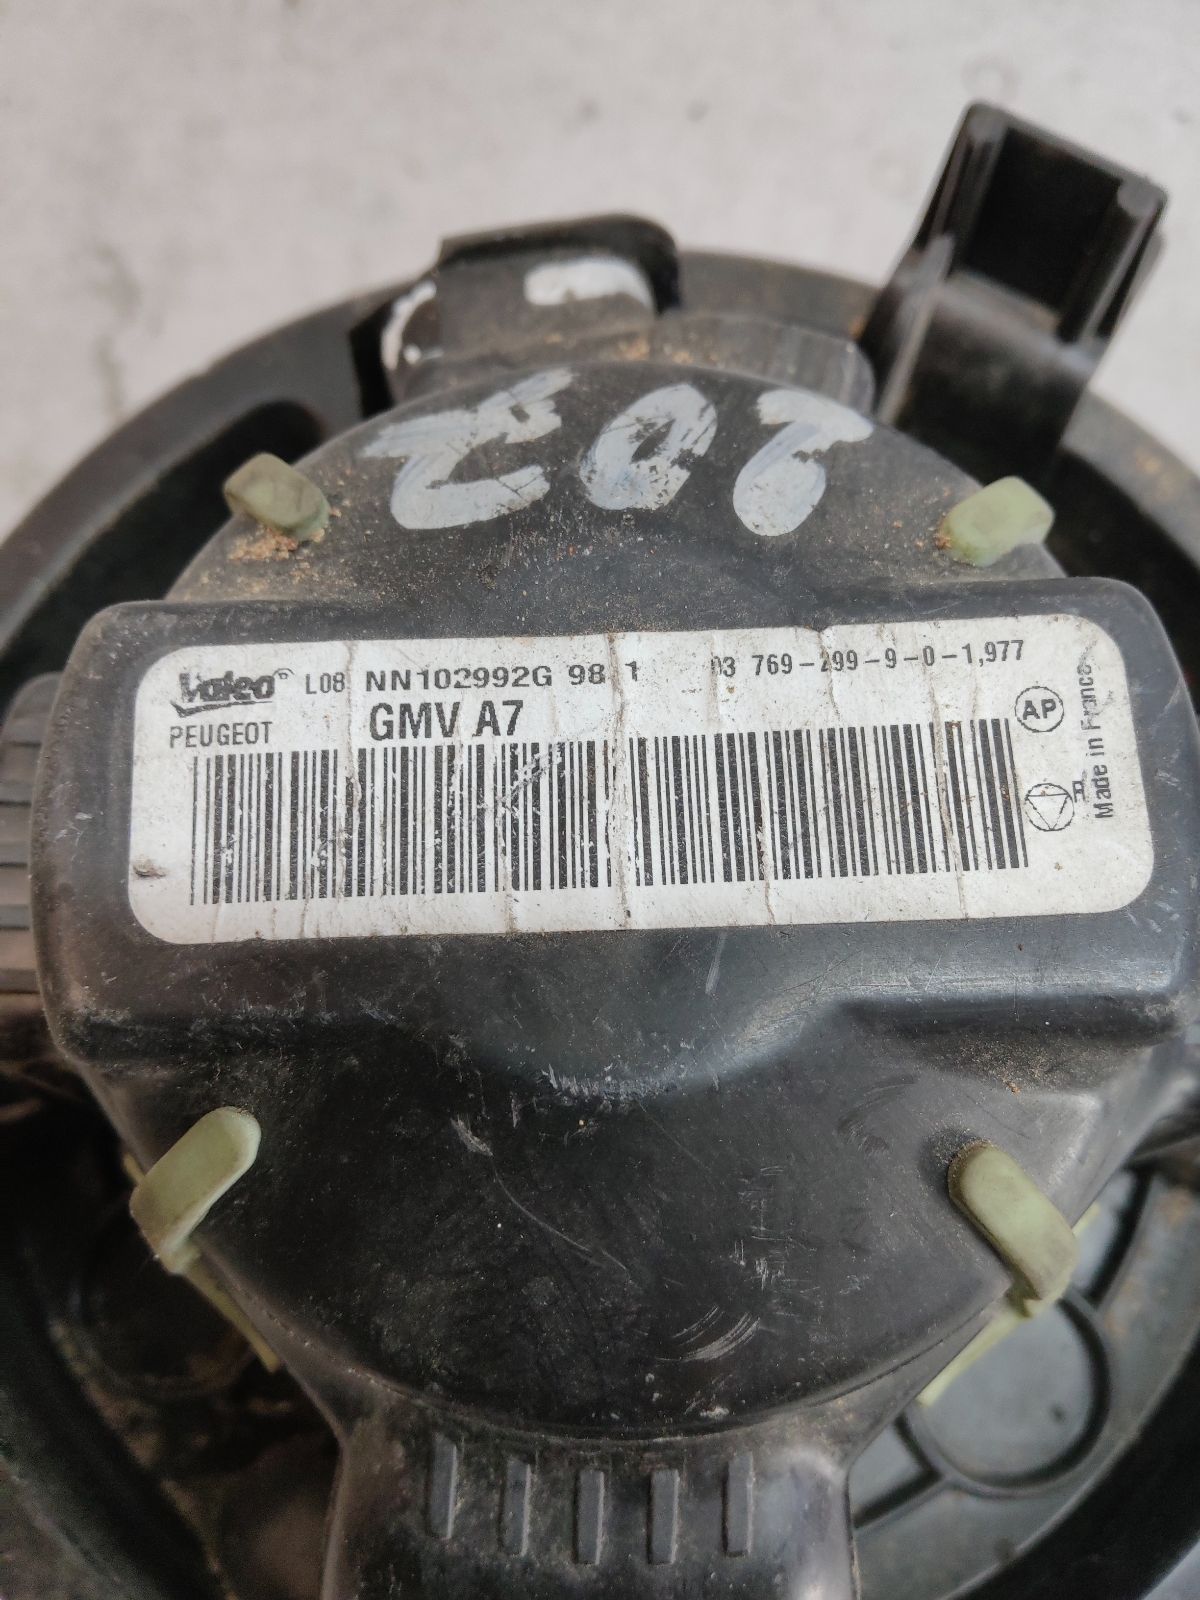 207
Valeo L08 NN102992G 98 1 03 769-299-9-0-1,977
PEUGEOT GMV A7
AP
R
Made in France